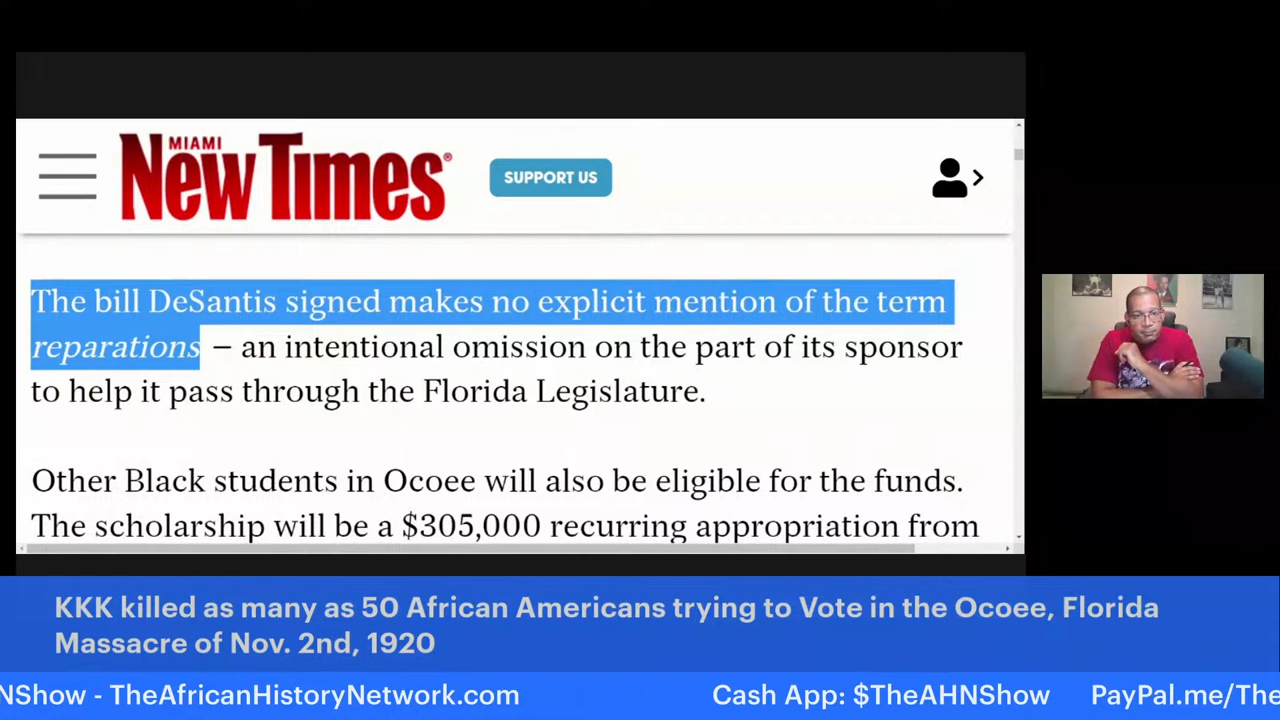 MIAMI
New Times®
SUPPORT US
The bill DeSantis signed makes no explicit mention of the term
reparations – an intentional omission on the part of its sponsor
to help it pass through the Florida Legislature.
Other Black students in Ocoee will also be eligible for the funds.
The scholarship will be a $305,000 recurring appropriation from
KKK killed as many as 50 African Americans trying to Vote in the Ocoee, Florida
Massacre of Nov. 2nd, 1920
NShow - TheAfricanHistoryNetwork.com Cash App: $TheAHNShow PayPal.me/The